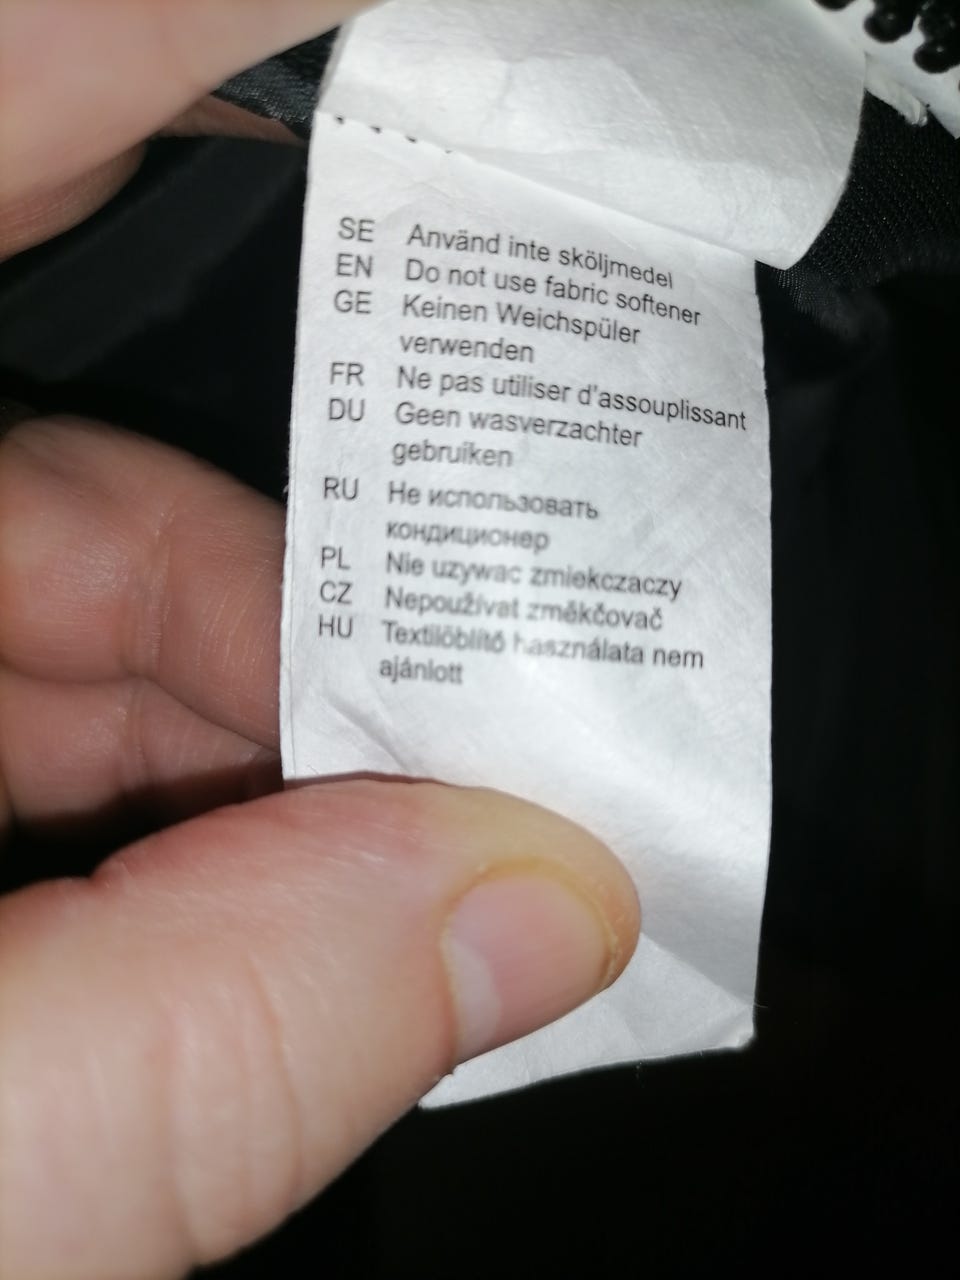 SE Använd inte sköljmedel
EN Do not use fabric softener
GE Keinen Weichspüler
verwenden
FR Ne pas utiliser d'assouplissant
DU Geen wasverzachter
gebruiken
RU Не использовать
кондиционер
PL Nie uzywac zmiekczaczy
CZ Nepoužívat změkčovač
HU Textilöblítő használata nem
ajánlott